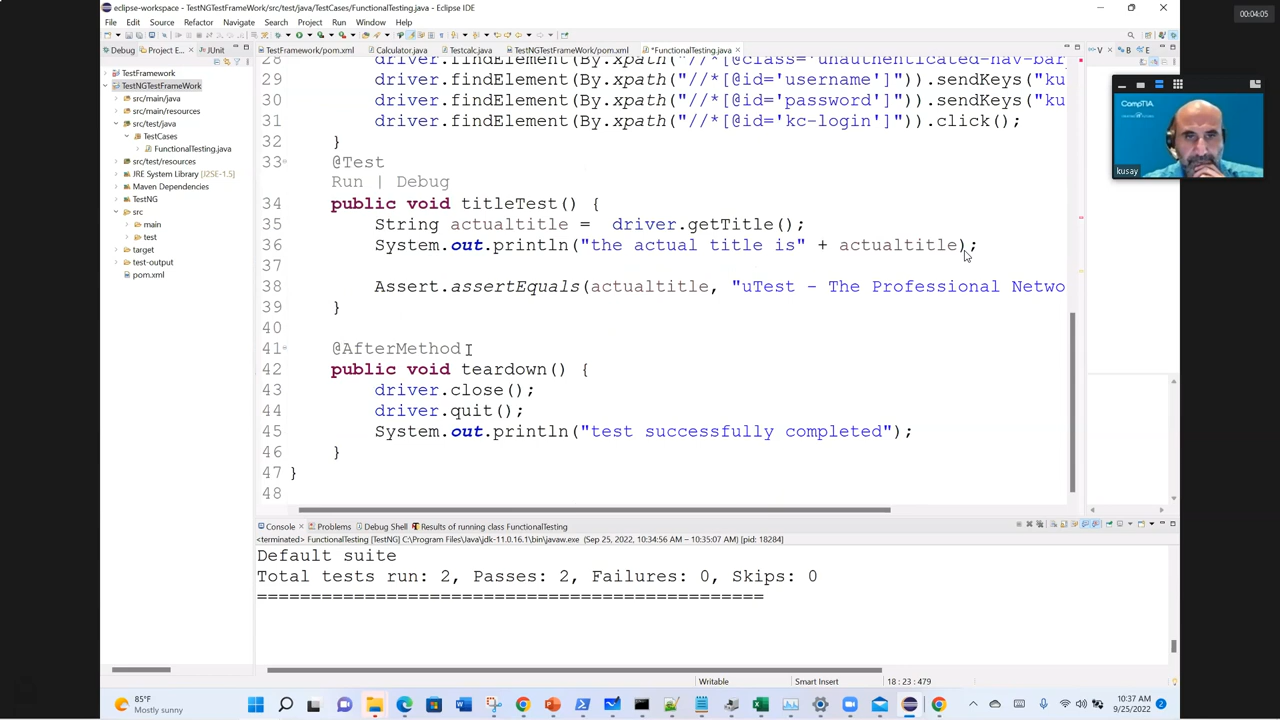 eclipse-workspace - TestNGTestFrameWork/src/test/java/TestCases/FunctionalTesting.java - Eclipse IDE
00:04:05
File Edit Source Refactor Navigate Search Project Run Window Help
Debug Project E... JUnit
TestFramework/pom.xml Calculator.java Testcalc.java TestNGTestFrameWork/pom.xml *FunctionalTesting.java
TestFramework
TestNGTestFrameWork
src/main/java
src/main/resources
src/test/java
TestCases
FunctionalTesting.java
src/test/resources
JRE System Library [J2SE-1.5]
Maven Dependencies
TestNG
src
main
test
target
test-output
pom.xml
28 driver.findElement(By.xpath("//*[@class='unauthenticated-nav-bar
29 driver.findElement(By.xpath("//*[@id='username']")).sendKeys("ku
30 driver.findElement(By.xpath("//*[@id='password']")).sendKeys("ku
31 driver.findElement(By.xpath("//*[@id='kc-login']")).click();
32 }
33 @Test
Run | Debug
34 public void titleTest() {
35 String actualtitle = driver.getTitle();
36 System.out.println("the actual title is" + actualtitle);
37
38 Assert.assertEquals(actualtitle, "uTest - The Professional Netwo
39 }
40
41 @AfterMethod
42 public void teardown() {
43 driver.close();
44 driver.quit();
45 System.out.println("test successfully completed");
46 }
47 }
48
V B E
CompTIA
kusay
Console Problems Debug Shell Results of running class FunctionalTesting
<terminated> FunctionalTesting [TestNG] C:\Program Files\Java\jdk-11.0.16.1\bin\javaw.exe (Sep 25, 2022, 10:34:56 AM – 10:35:07 AM) [pid: 18284]
Default suite
Total tests run: 2, Passes: 2, Failures: 0, Skips: 0
===============================================
Writable Smart Insert 18 : 23 : 479
85°F
Mostly sunny
10:37 AM
9/25/2022
2